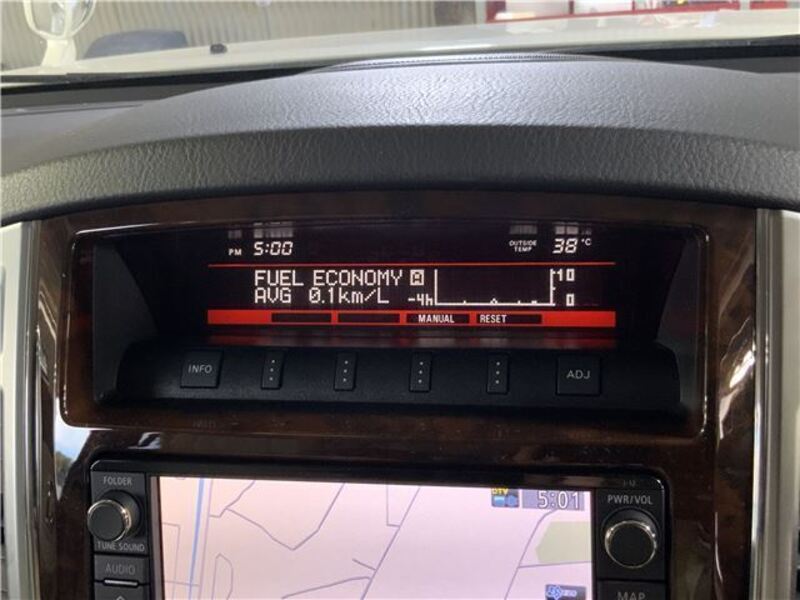 PM 5:00 OUTSIDE TEMP 38 °C
FUEL ECONOMY A 10
AVG 0.1km/L -4h 0
MANUAL RESET
INFO ADJ
FOLDER
DTV 5:01
PWR/VOL
TUNE SOUND
AUDIO
MAP